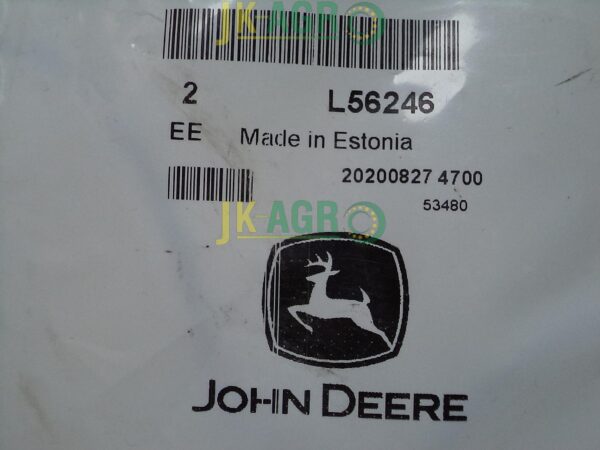 JK-AGRO
2 L56246
EE Made in Estonia
20200827 4700
53480
JK-AGRO
JOHN DEERE